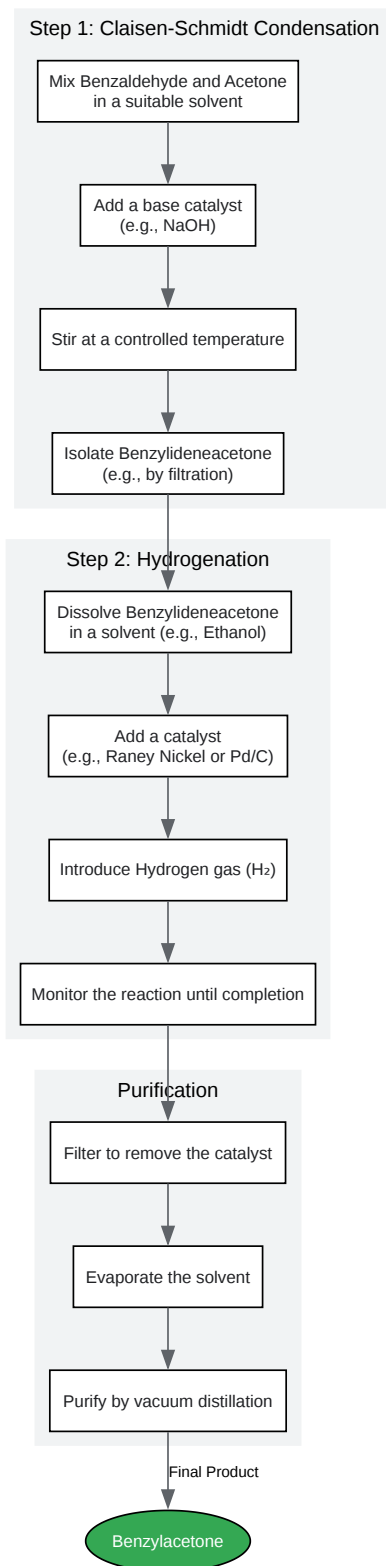 Step 1: Claisen-Schmidt Condensation
Mix Benzaldehyde and Acetone
in a suitable solvent
Add a base catalyst
(e.g., NaOH)
Stir at a controlled temperature
Isolate Benzylideneacetone
(e.g., by filtration)
Step 2: Hydrogenation
Dissolve Benzylideneacetone
in a solvent (e.g., Ethanol)
Add a catalyst
(e.g., Raney Nickel or Pd/C)
Introduce Hydrogen gas (H₂)
Monitor the reaction until completion
Purification
Filter to remove the catalyst
Evaporate the solvent
Purify by vacuum distillation
Final Product
Benzylacetone